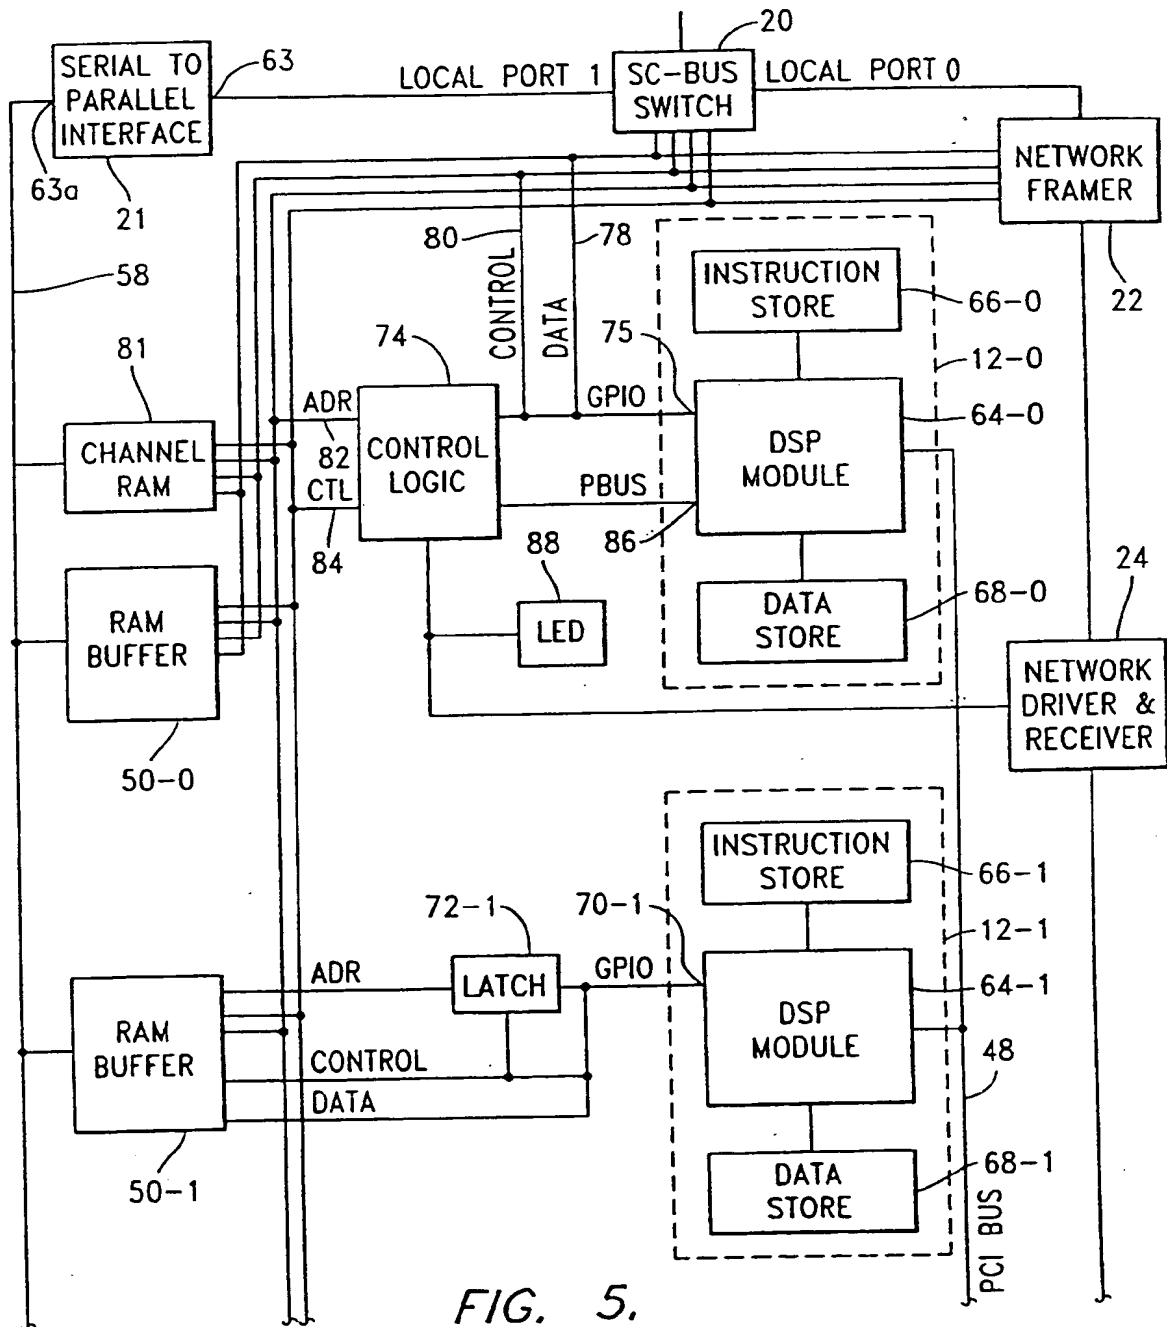 20
SERIAL TO
PARALLEL
INTERFACE
63
LOCAL PORT 1
SC-BUS
SWITCH
LOCAL PORT 0
63a
21
NETWORK
FRAMER
22
58
80
78
CONTROL
DATA
INSTRUCTION
STORE
66-0
12-0
81
74
75
ADR
82
GPIO
64-0
CHANNEL
RAM
CONTROL
LOGIC
DSP
MODULE
CTL
84
PBUS
86
88
LED
24
RAM
BUFFER
50-0
DATA
STORE
68-0
NETWORK
DRIVER &
RECEIVER
INSTRUCTION
STORE
66-1
12-1
72-1
70-1
ADR
LATCH
GPIO
64-1
RAM
BUFFER
DSP
MODULE
48
CONTROL
DATA
50-1
DATA
STORE
68-1
PCI BUS
FIG. 5.